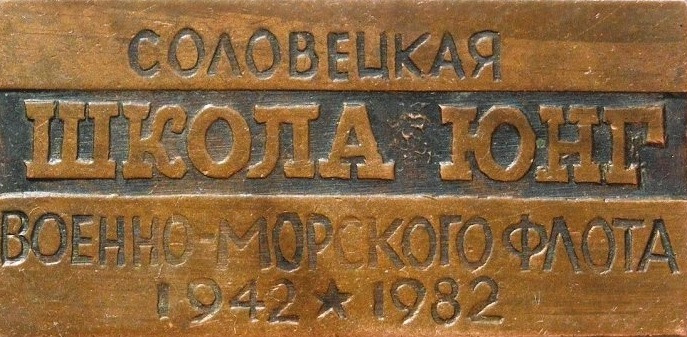 СОЛОВЕЦКАЯ
ШКОЛА ЮНГ
ВОЕННО-МОРСКОГО ФЛОТА
1942 ★ 1982